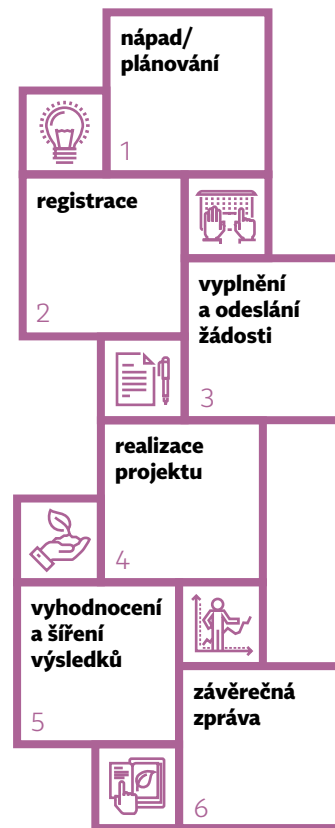 nápad/
plánování
1
registrace
2
vyplnění
a odeslání
žádosti
3
realizace
projektu
4
vyhodnocení
a šíření
výsledků
5
závěrečná
zpráva
6